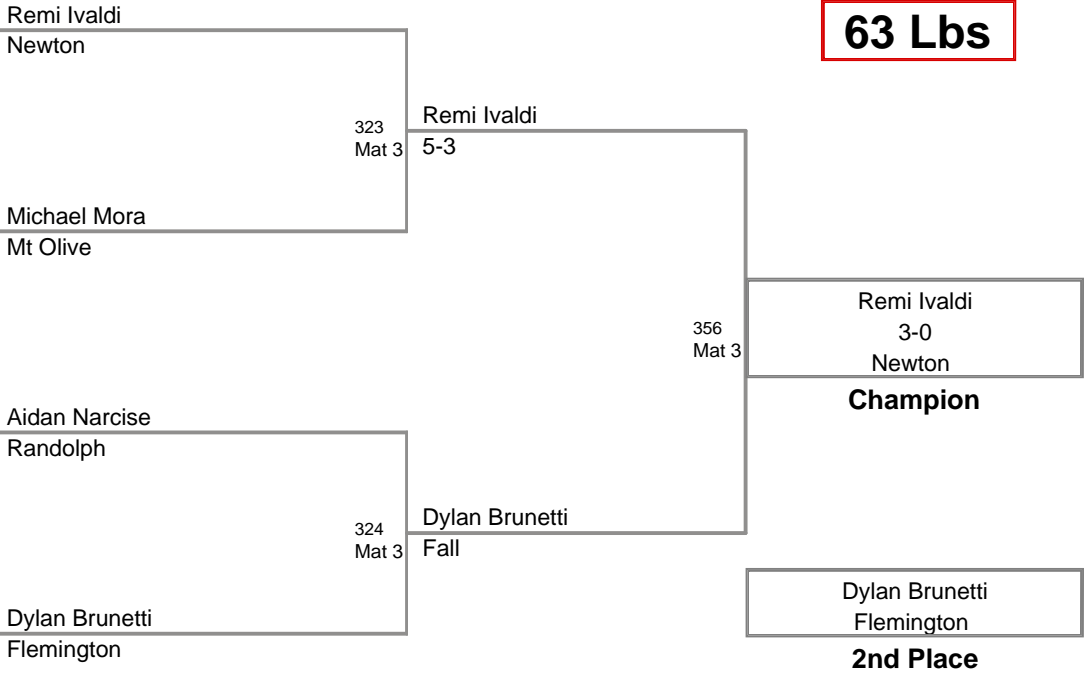 Remi Ivaldi
Newton
63 Lbs
323
Mat 3
Remi Ivaldi
5-3
Michael Mora
Mt Olive
356
Mat 3
Remi Ivaldi
3-0
Newton
Champion
Aidan Narcise
Randolph
324
Mat 3
Dylan Brunetti
Fall
Dylan Brunetti
Flemington
Dylan Brunetti
Flemington
2nd Place